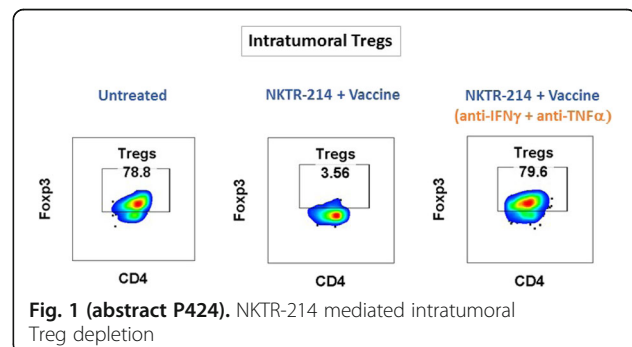 Intratumoral Tregs
Untreated
NKTR-214 + Vaccine
NKTR-214 + Vaccine
(anti-IFNγ + anti-TNFα)
Tregs
78.8
Foxp3
CD4
Tregs
3.56
Foxp3
CD4
Tregs
79.6
Foxp3
CD4
Fig. 1 (abstract P424). NKTR-214 mediated intratumoral
Treg depletion